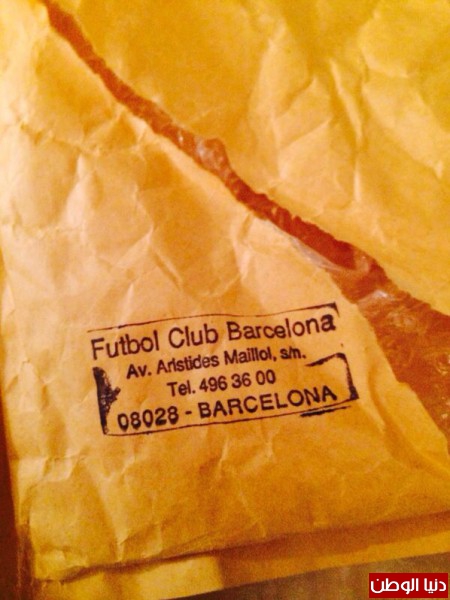 Futbol Club Barcelona
Av. Aristides Maillol, s/n.
Tel. 496 36 00
08028 - BARCELONA
دنيا الوطن